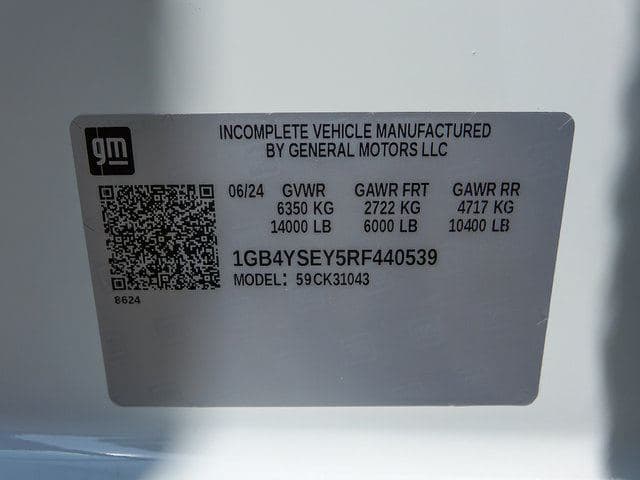 gm
INCOMPLETE VEHICLE MANUFACTURED
BY GENERAL MOTORS LLC
06/24 GVWR GAWR FRT GAWR RR
6350 KG 2722 KG 4717 KG
14000 LB 6000 LB 10400 LB
1GB4YSEY5RF440539
MODEL: 59CK31043
8624